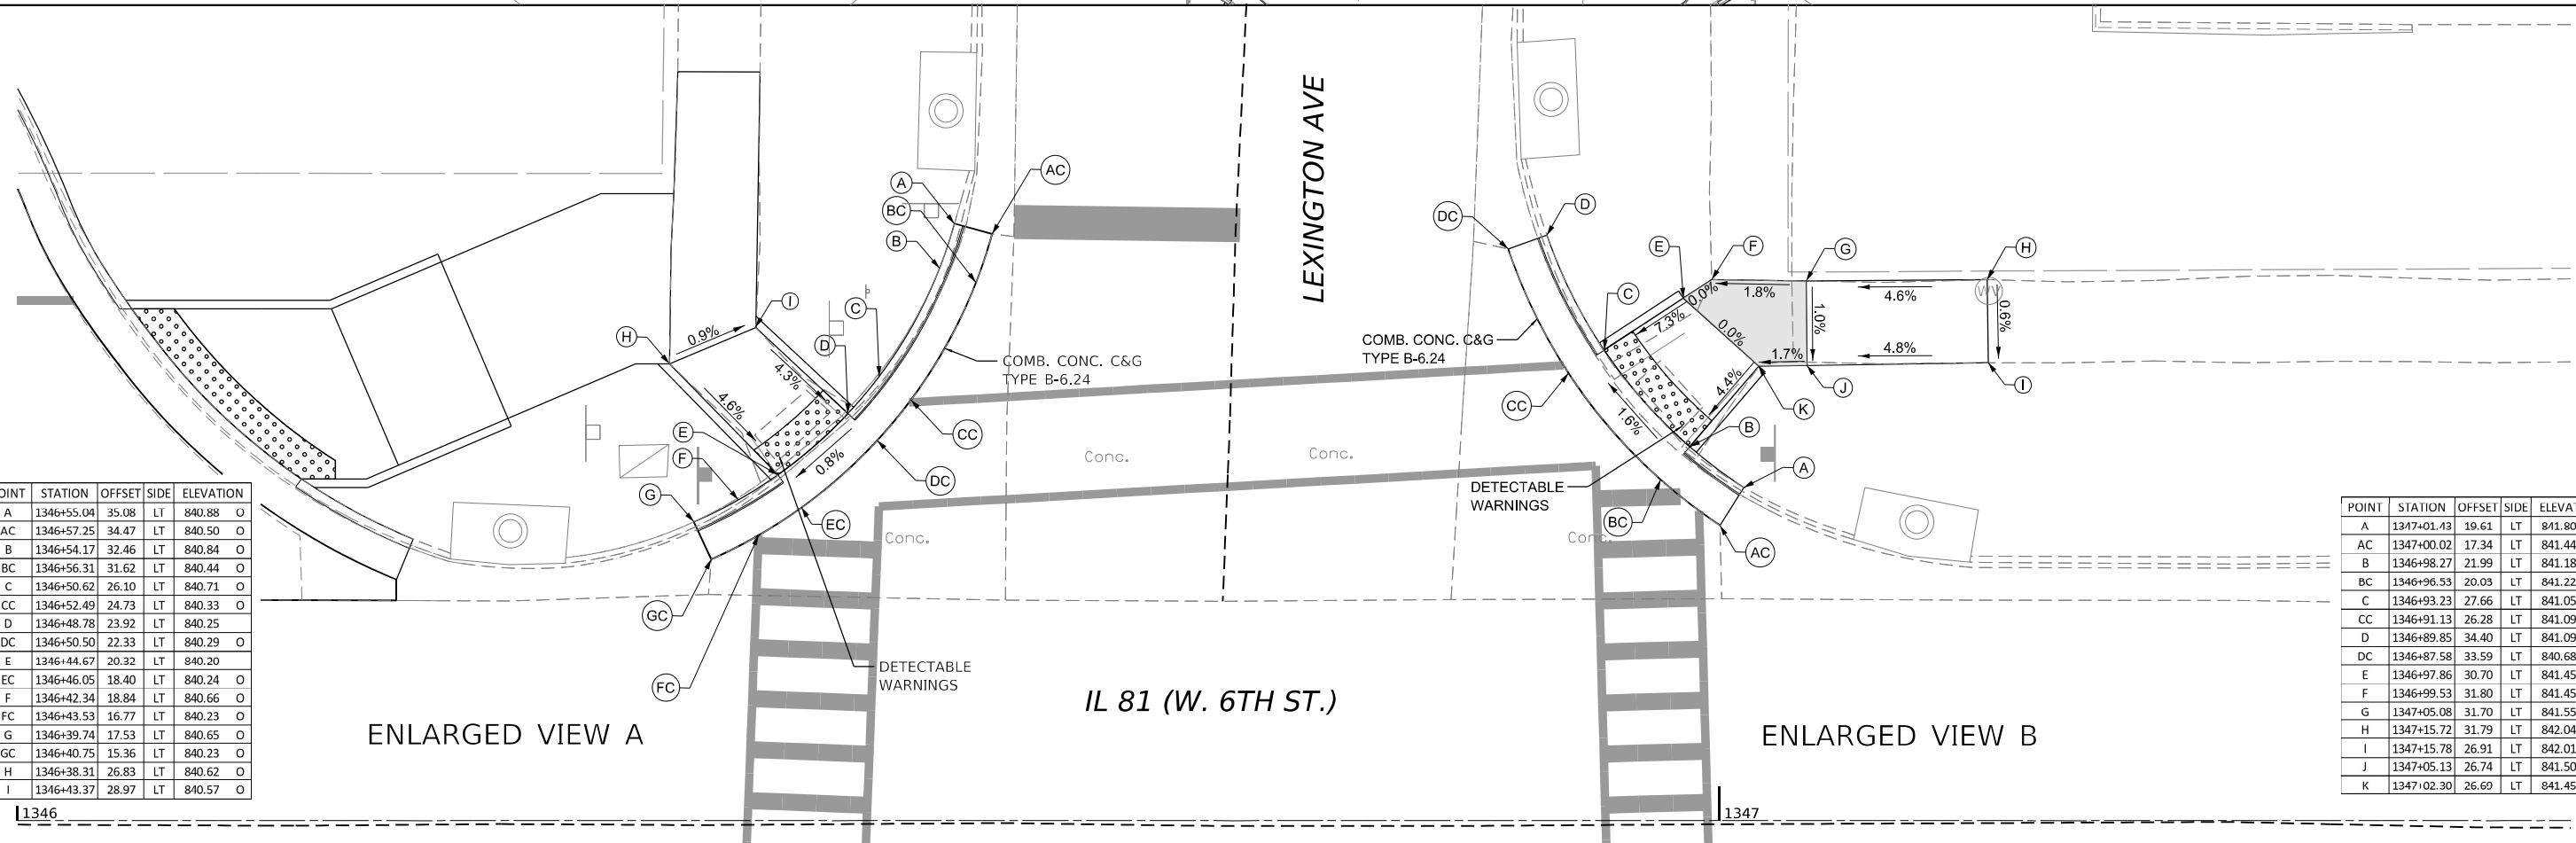 LEXINGTON AVE
A
AC
BC
B
C
I
D
H
0.9%
4.3%
4.6%
E
F
0.8%
G
COMB. CONC. C&G
TYPE B-6.24
CC
DC
EC
GC
FC
DETECTABLE
WARNINGS
Conc.
Conc.
Conc.
Conc.
DC
D
E
F
G
H
C
0.0%
1.8%
4.6%
7.3%
0.0%
1.0%
0.6%
1.7%
4.8%
COMB. CONC. C&G
TYPE B-6.24
CC
4.4%
1.6%
J
I
K
B
A
DETECTABLE
WARNINGS
BC
AC
OINT STATION OFFSET SIDE ELEVATION
A 1346+55.04 35.08 LT 840.88 O
AC 1346+57.25 34.47 LT 840.50 O
B 1346+54.17 32.46 LT 840.84 O
BC 1346+56.31 31.62 LT 840.44 O
C 1346+50.62 26.10 LT 840.71 O
CC 1346+52.49 24.73 LT 840.33 O
D 1346+48.78 23.92 LT 840.25
DC 1346+50.50 22.33 LT 840.29 O
E 1346+44.67 20.32 LT 840.20
EC 1346+46.05 18.40 LT 840.24 O
F 1346+42.34 18.84 LT 840.66 O
FC 1346+43.53 16.77 LT 840.23 O
G 1346+39.74 17.53 LT 840.65 O
GC 1346+40.75 15.36 LT 840.23 O
H 1346+38.31 26.83 LT 840.62 O
I 1346+43.37 28.97 LT 840.57 O
POINT STATION OFFSET SIDE ELEVA
A 1347+01.43 19.61 LT 841.80
AC 1347+00.02 17.34 LT 841.44
B 1346+98.27 21.99 LT 841.18
BC 1346+96.53 20.03 LT 841.22
C 1346+93.23 27.66 LT 841.05
CC 1346+91.13 26.28 LT 841.09
D 1346+89.85 34.40 LT 841.09
DC 1346+87.58 33.59 LT 840.68
E 1346+97.86 30.70 LT 841.45
F 1346+99.53 31.80 LT 841.45
G 1347+05.08 31.70 LT 841.55
H 1347+15.72 31.79 LT 842.04
I 1347+15.78 26.91 LT 842.01
J 1347+05.13 26.74 LT 841.50
K 1347+02.30 26.69 LT 841.45
IL 81 (W. 6TH ST.)
ENLARGED VIEW A
ENLARGED VIEW B
1346
1347